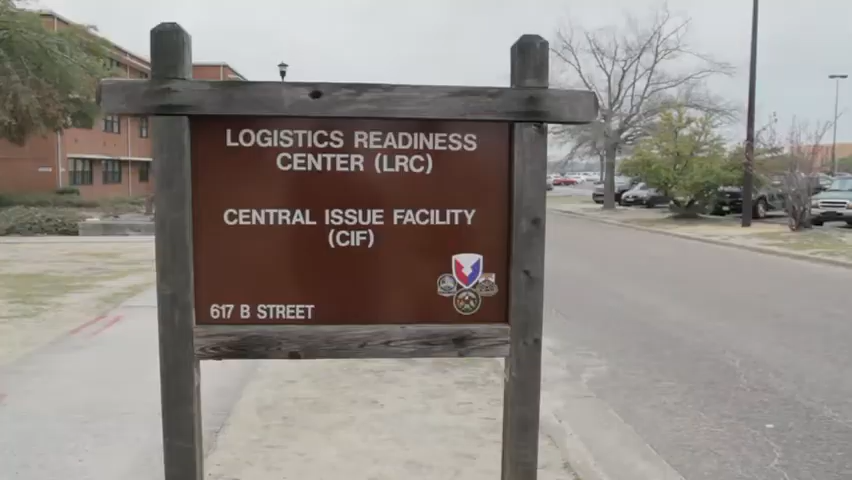 LOGISTICS READINESS
CENTER (LRC)
CENTRAL ISSUE FACILITY
(CIF)
617 B STREET